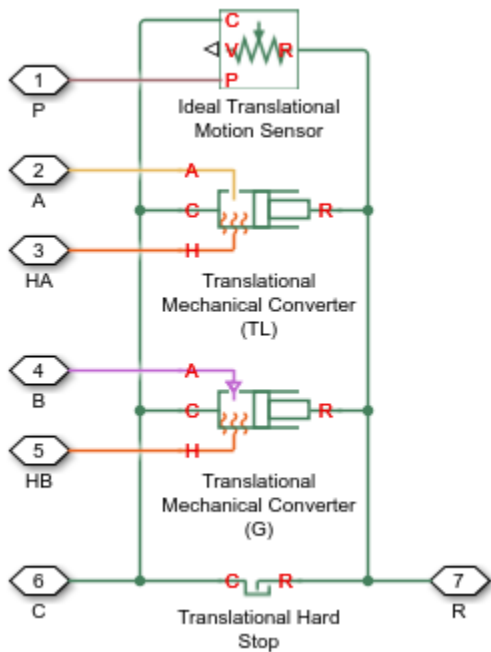 C
V R
1 P
P
Ideal Translational
Motion Sensor
2 A
A
C R
3 H
HA
Translational
Mechanical Converter
(TL)
4 A
B
C R
5 H
HB
Translational
Mechanical Converter
(G)
6 C R 7
C R
Translational Hard
Stop